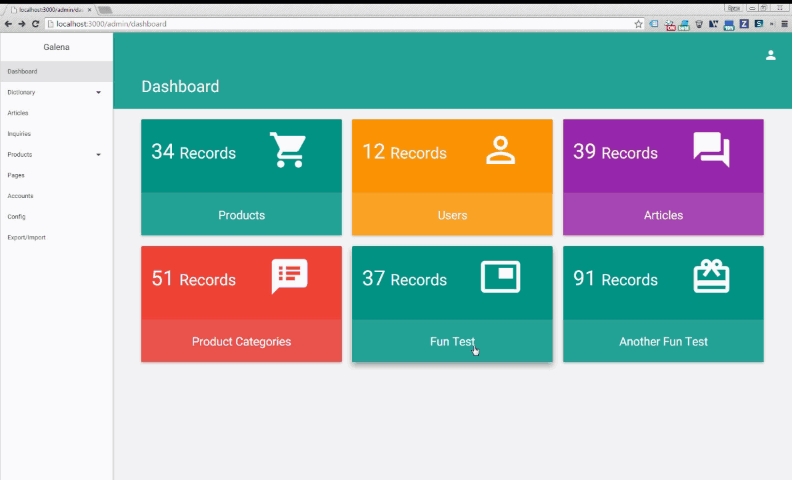 localhost:3000/admin/da
localhost:3000/admin/dashboard
Galena
Dashboard
Dictionary
Articles
Inquiries
Products
Pages
Accounts
Config
Export/Import
Dashboard
34 Records
Products
12 Records
Users
39 Records
Articles
51 Records
Product Categories
37 Records
Fun Test
91 Records
Another Fun Test